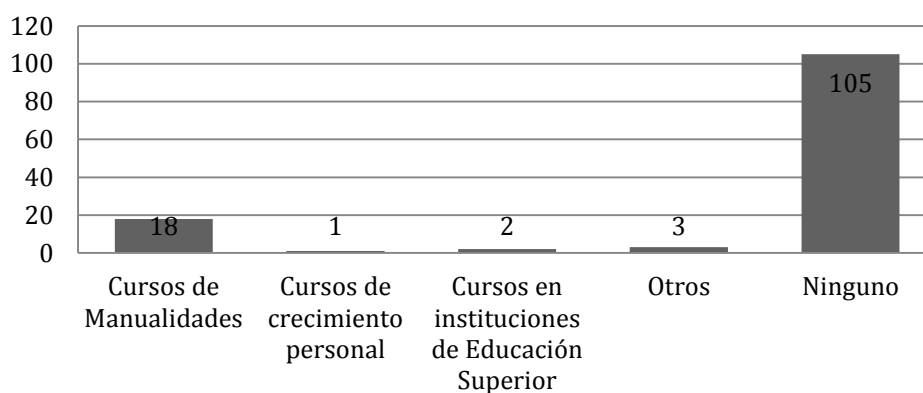 120
100
80
60
40
20
0
18
1
2
3
105
Cursos de
Manualidades
Cursos de
crecimiento
personal
Cursos en
instituciones
de Educación
Superior
Otros
Ninguno